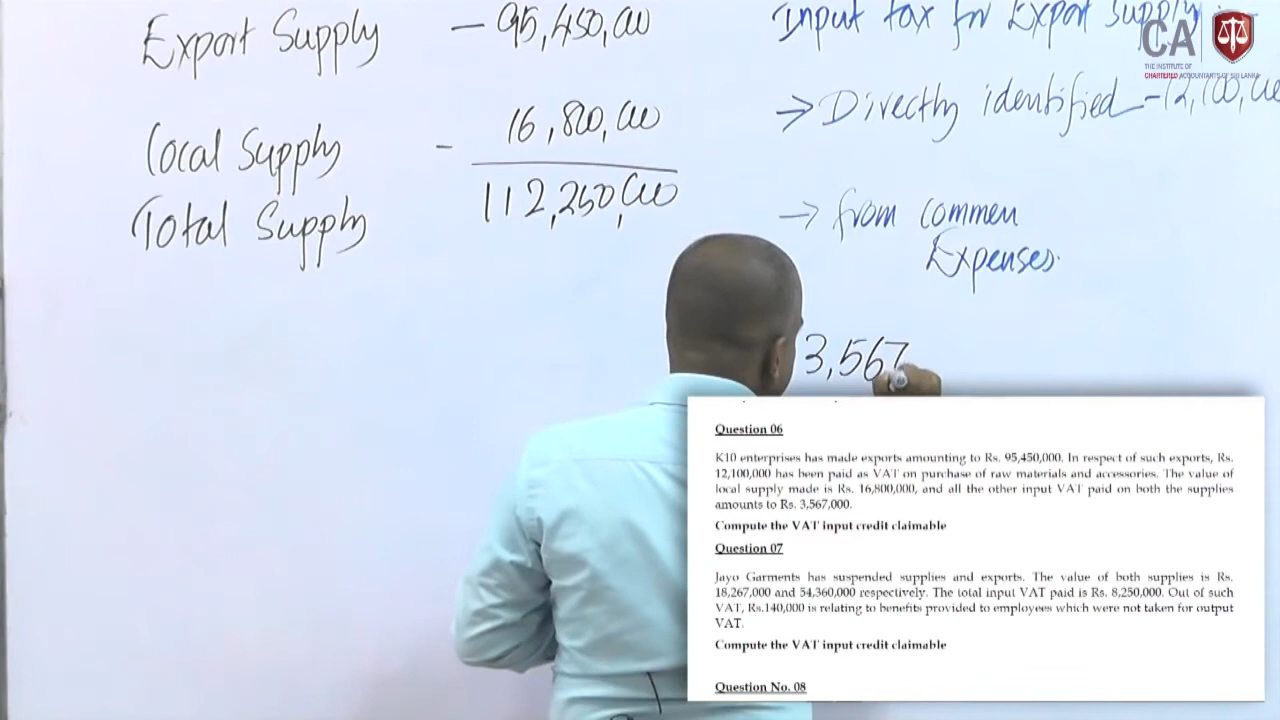 Export Supply - 95,450,000
Local Supply - 16,800,000
Total Supply 112,250,000
Input tax for Export Supply.
→ Directly identified - 12,100,000
→ from common
Expenses.
3,567
CA
THE INSTITUTE OF
CHARTERED ACCOUNTANTS OF SRI LANKA
Question 06
K10 enterprises has made exports amounting to Rs. 95,450,000. In respect of such exports, Rs.
12,100,000 has been paid as VAT on purchase of raw materials and accessories. The value of
local supply made is Rs. 16,800,000, and all the other input VAT paid on both the supplies
amounts to Rs. 3,567,000.
Compute the VAT input credit claimable
Question 07
Jayo Garments has suspended supplies and exports. The value of both supplies is Rs.
18,267,000 and 54,360,000 respectively. The total input VAT paid is Rs. 8,250,000. Out of such
VAT, Rs.140,000 is relating to benefits provided to employees which were not taken for output
VAT.
Compute the VAT input credit claimable
Question No. 08